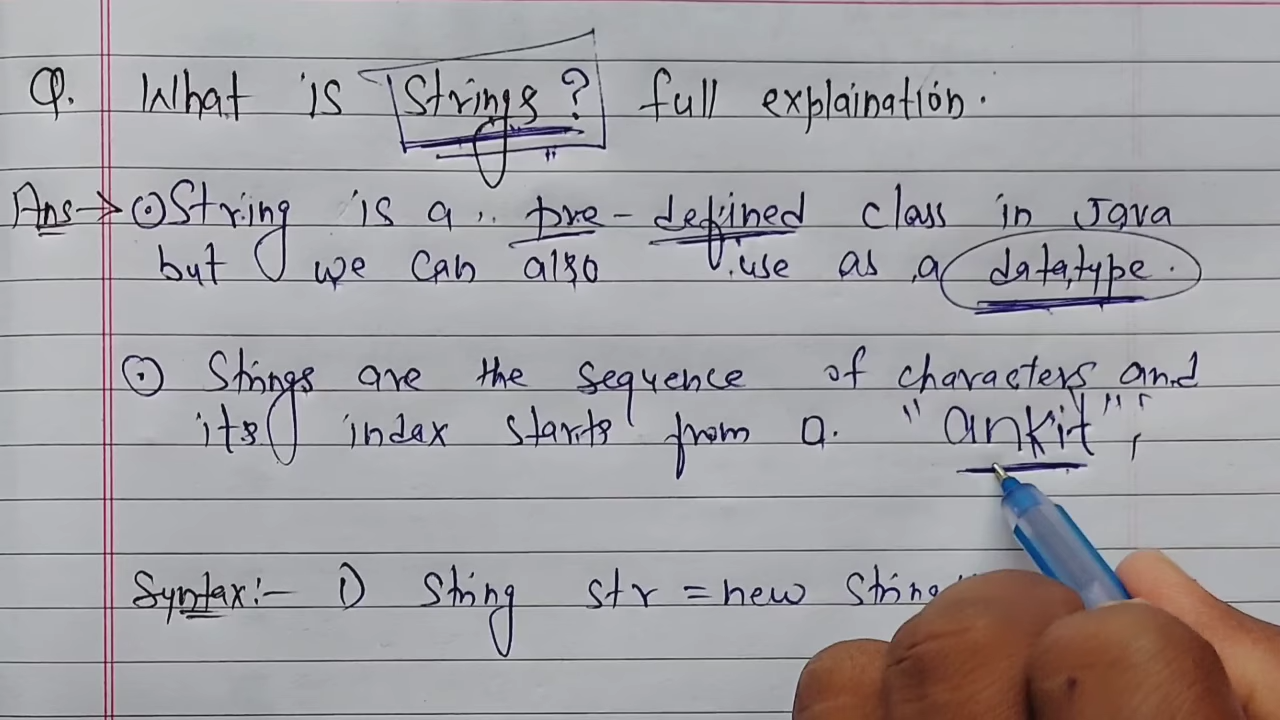 Q. What is Strings? full explaination.
Ans→ ⊙ String is a pre-defined class in Java
but we can also use as a datatype.
⊙ Strings are the sequence of characters and
its index starts from 0. "ankit";
Syntax:- 1) String str = new String